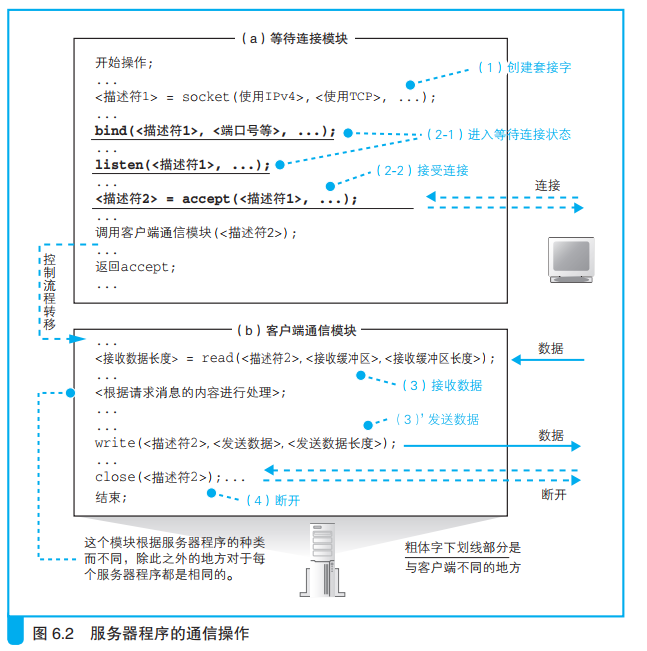 (a)等待连接模块
开始操作;
...
(1)创建套接字
<描述符1> = socket(使用IPv4>, <使用TCP>, ...);
...
bind(<描述符1>, <端口号等>, ...);
(2-1)进入等待连接状态
...
listen(<描述符1>, ...);
...
(2-2)接受连接
<描述符2> = accept(<描述符1>, ...);
连接
...
调用客户端通信模块(<描述符2>);
...
返回accept;
...
控制流程转移
(b)客户端通信模块
...
<接收数据长度> = read(<描述符2>,<接收缓冲区>,<接收缓冲区长度>);
数据
...
(3)接收数据
<根据请求消息的内容进行处理>;
...
...
(3)'发送数据
write(<描述符2>,<发送数据>,<发送数据长度>);
数据
...
close(<描述符2>);...
断开
结束;
(4)断开
这个模块根据服务器程序的种类
而不同，除此之外的地方对于每
个服务器程序都是相同的。
粗体字下划线部分是
与客户端不同的地方
图 6.2 服务器程序的通信操作